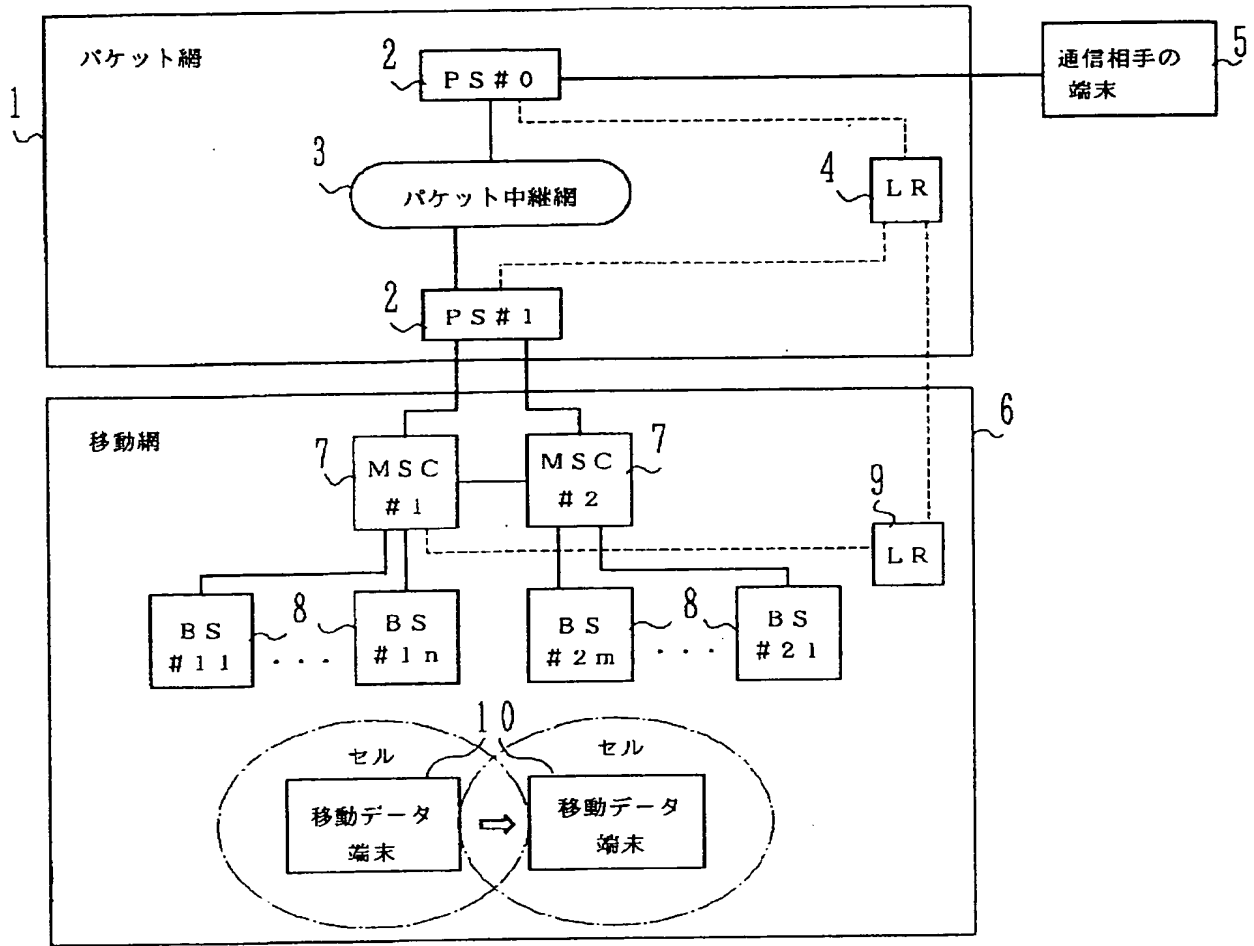 1
パケット網
2
PS#0
通信相手の
端末
5
3
パケット中継網
4
LR
2
PS#1
移動網
6
7
MSC
#1
MSC
#2
7
9
LR
BS
#11
8
...
BS
#1n
BS
#2m
8
...
BS
#21
10
セル
セル
移動データ
端末
⇨
移動データ
端末